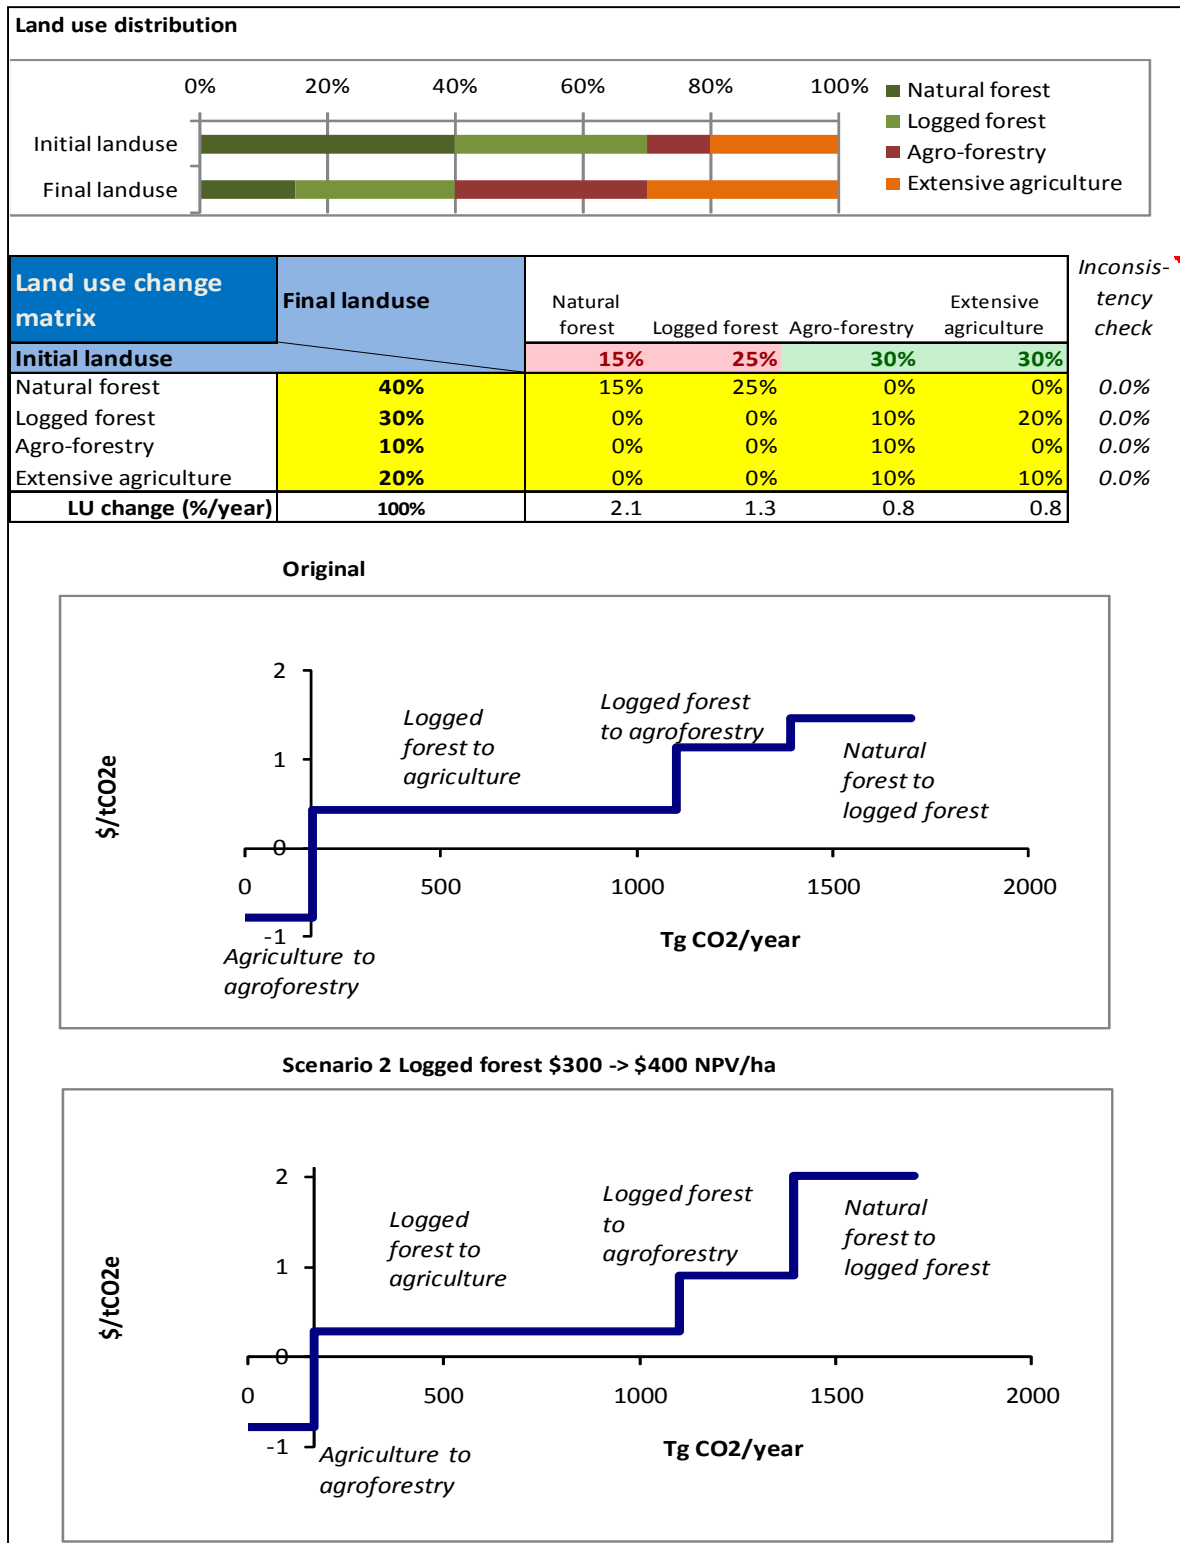 Land use distribution
0% 20% 40% 60% 80% 100%
Natural forest
Logged forest
Agro-forestry
Extensive agriculture
Initial landuse
Final landuse
Land use change
matrix
Final landuse
Natural
forest
Logged forest
Agro-forestry
Extensive
agriculture
Inconsis-
tency
check
Initial landuse 15% 25% 30% 30%
Natural forest 40% 15% 25% 0% 0% 0.0%
Logged forest 30% 0% 0% 10% 20% 0.0%
Agro-forestry 10% 0% 0% 10% 0% 0.0%
Extensive agriculture 20% 0% 0% 10% 10% 0.0%
LU change (%/year) 100% 2.1 1.3 0.8 0.8
Original
2
1
0
-1
$/tCO2e
Logged
forest to
agriculture
Logged forest
to agroforestry
Natural
forest to
logged forest
0 500 1000 1500 2000
Tg CO2/year
Agriculture to
agroforestry
Scenario 2 Logged forest $300 -> $400 NPV/ha
2
1
0
-1
$/tCO2e
Logged
forest to
agriculture
Logged forest
to
agroforestry
Natural
forest to
logged forest
0 500 1000 1500 2000
Tg CO2/year
Agriculture to
agroforestry